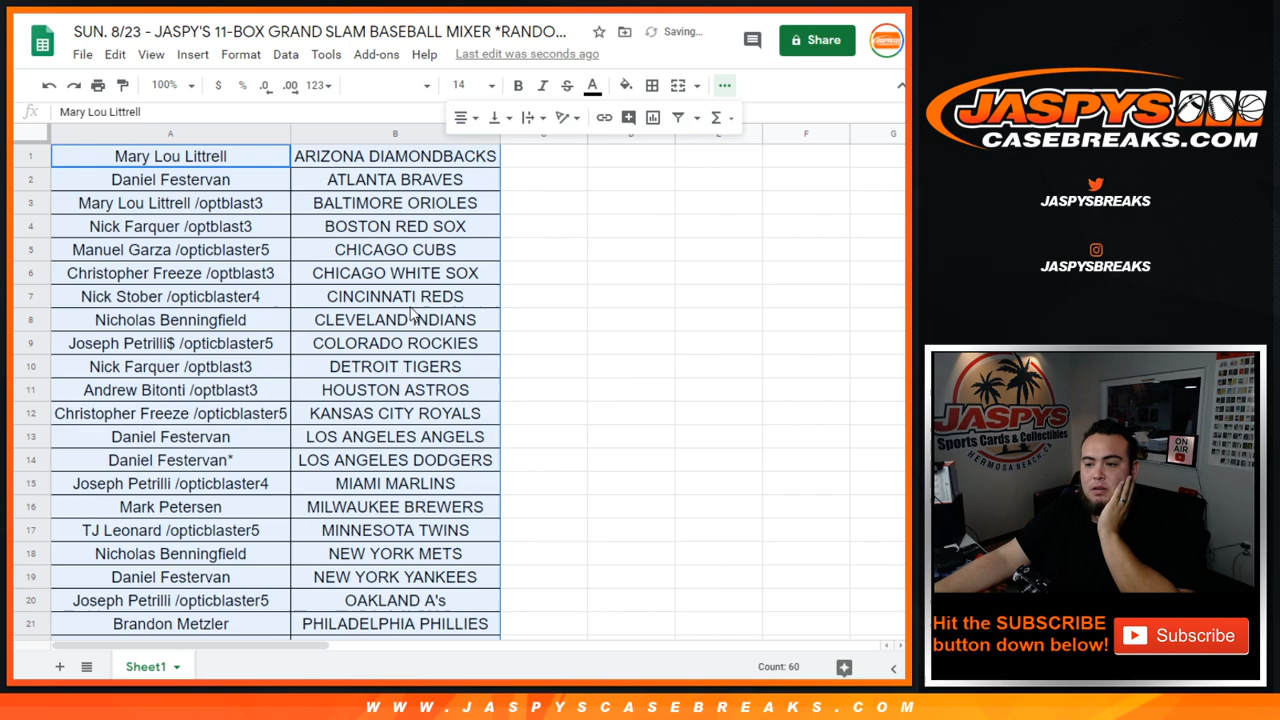 SUN. 8/23 - JASPY'S 11-BOX GRAND SLAM BASEBALL MIXER *RANDO...
Saving...
Share
File Edit View Insert Format Data Tools Add-ons Help Last edit was seconds ago
100% $ % .0 .00 123 14 B I S A
fx Mary Lou Littrell
A B C D E F G
1 Mary Lou Littrell ARIZONA DIAMONDBACKS
2 Daniel Festervan ATLANTA BRAVES
3 Mary Lou Littrell /optblast3 BALTIMORE ORIOLES
4 Nick Farquer /optblast3 BOSTON RED SOX
5 Manuel Garza /opticblaster5 CHICAGO CUBS
6 Christopher Freeze /optblast3 CHICAGO WHITE SOX
7 Nick Stober /opticblaster4 CINCINNATI REDS
8 Nicholas Benningfield CLEVELAND INDIANS
9 Joseph Petrilli$ /opticblaster5 COLORADO ROCKIES
10 Nick Farquer /optblast3 DETROIT TIGERS
11 Andrew Bitonti /optblast3 HOUSTON ASTROS
12 Christopher Freeze /opticblaster5 KANSAS CITY ROYALS
13 Daniel Festervan LOS ANGELES ANGELS
14 Daniel Festervan* LOS ANGELES DODGERS
15 Joseph Petrilli /opticblaster4 MIAMI MARLINS
16 Mark Petersen MILWAUKEE BREWERS
17 TJ Leonard /opticblaster5 MINNESOTA TWINS
18 Nicholas Benningfield NEW YORK METS
19 Daniel Festervan NEW YORK YANKEES
20 Joseph Petrilli /opticblaster5 OAKLAND A's
21 Brandon Metzler PHILADELPHIA PHILLIES
Sheet1
Count: 60
JASPYS
CASEBREAKS.COM
JASPYSBREAKS
JASPYSBREAKS
JASPYS
Sports Cards & Collectibles
HERMOSA BEACH, CA
ON AIR
Hit the SUBSCRIBE
button down below!
Subscribe
WWW.JASPYSCASEBREAKS.COM